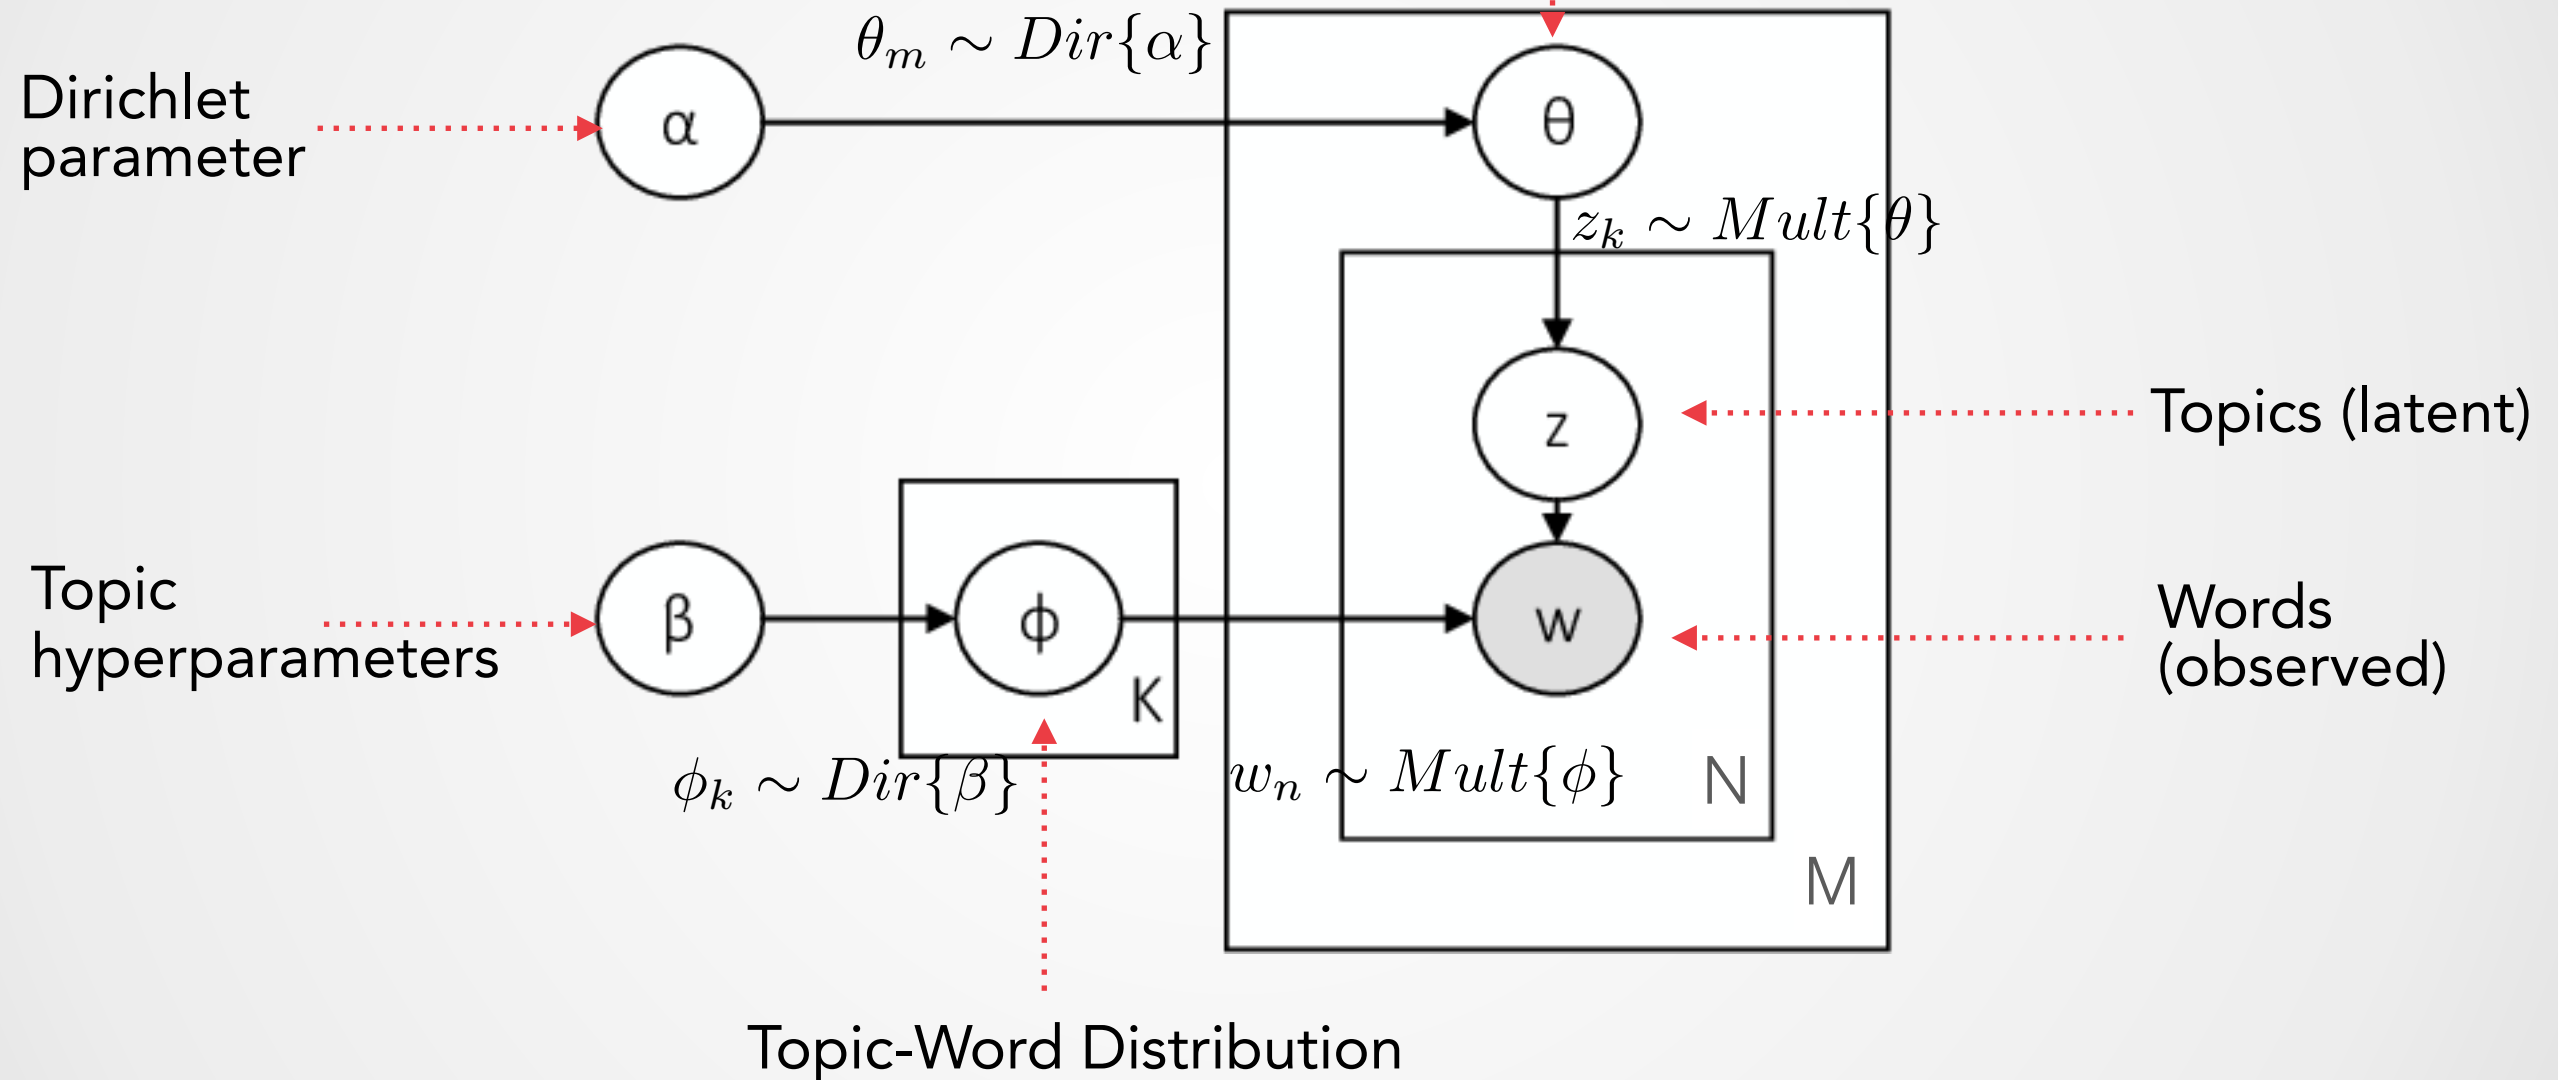 θ_m ~ Dir{α}
Dirichlet
parameter
α
θ
z_k ~ Mult{θ}
z
Topics (latent)
Topic
hyperparameters
β
ϕ
K
w
Words
(observed)
ϕ_k ~ Dir{β}
w_n ~ Mult{ϕ}
N
M
Topic-Word Distribution